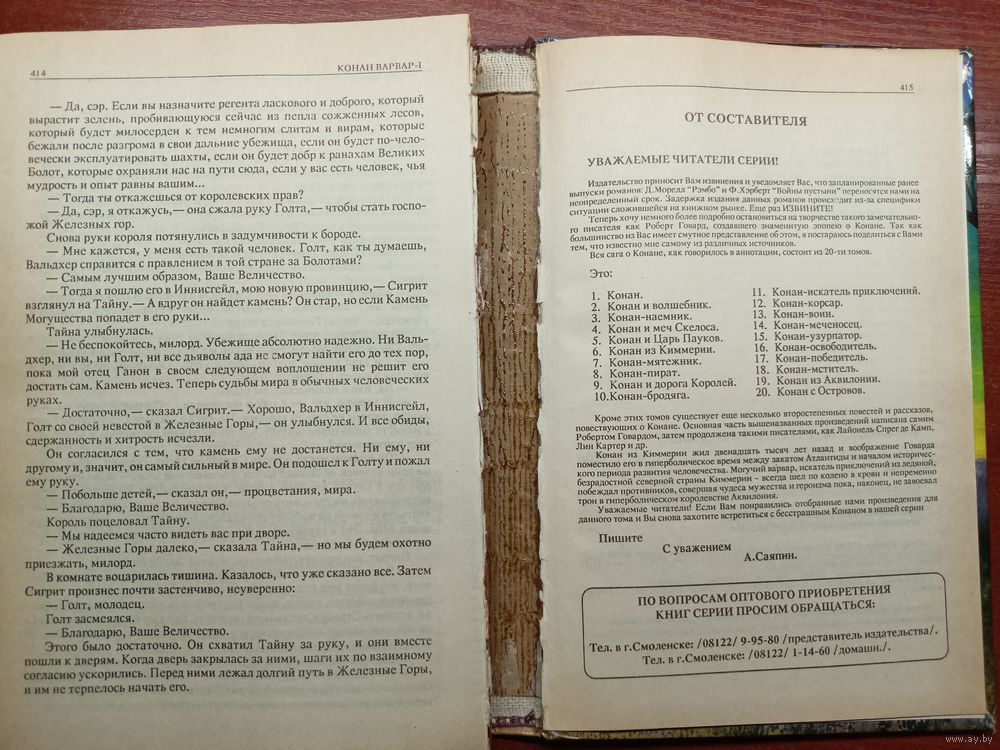 414
КОНАН ВАРВАР-I
— Да, сэр. Если вы назначите регента ласкового и доброго, который
вырастит зелень, пробивающуюся сейчас из пепла сожженных лесов,
который будет милосерден к тем немногим слитам и вирам, которые
бежали после разгрома в свои дальние убежища, если он будет по-чело-
вечески эксплуатировать шахты, если он будет добр к ранахам Великих
Болот, которые охраняли нас на пути сюда, если у вас есть человек, чья
мудрость и опыт равны вашим...
— Тогда ты откажешься от королевских прав?
— Да, сэр, я откажусь,— она сжала руку Голта,— чтобы стать госпо-
жой Железных гор.
Снова руки короля потянулись в задумчивости к бороде.
— Мне кажется, у меня есть такой человек. Голт, как ты думаешь,
Вальдхер справится с правлением в той стране за Болотами?
— Самым лучшим образом, Ваше Величество.
— Тогда я пошлю его в Иннисгейл, мою новую провинцию,— Сигрит
взглянул на Тайну.— А вдруг он найдет камень? Он стар, но если Камень
Могущества попадет в его руки...
Тайна улыбнулась.
— Не беспокойтесь, милорд. Убежище абсолютно надежно. Ни Валь-
дхер, ни вы, ни Голт, ни все дьяволы ада не смогут найти его до тех пор,
пока мой отец Ганон в своем следующем воплощении не решит его
достать сам. Камень исчез. Теперь судьбы мира в обычных человеческих
руках.
— Достаточно,— сказал Сигрит.— Хорошо, Вальдхер в Иннисгейл,
Голт со своей невестой в Железные Горы,— он улыбнулся. И все обиды,
сдержанность и хитрость исчезли.
Он согласился с тем, что камень ему не достанется. Ни ему, ни
другому и, значит, он самый сильный в мире. Он подошел к Голту и пожал
ему руку.
— Побольше детей,— сказал он,— процветания, мира.
— Благодарю, Ваше Величество.
Король поцеловал Тайну.
— Мы надеемся часто видеть вас при дворе.
— Железные Горы далеко,— сказала Тайна,— но мы будем охотно
приезжать, милорд.
В комнате воцарилась тишина. Казалось, что уже сказано все. Затем
Сигрит произнес почти застенчиво, неуверенно:
— Голт, молодец.
Голт засмеялся.
— Благодарю, Ваше Величество.
Этого было достаточно. Он схватил Тайну за руку, и они вместе
пошли к дверям. Когда дверь закрылась за ними, шаги их по взаимному
согласию ускорились. Перед ними лежал долгий путь в Железные Горы,
и им не терпелось начать его.
415
ОТ СОСТАВИТЕЛЯ
УВАЖАЕМЫЕ ЧИТАТЕЛИ СЕРИИ!
Издательство приносит Вам извинения и уведомляет Вас, что запланированные ранее
выпуски романов: Д.Морелл "Рэмбо" и Ф.Хэрберт "Войны пустыни" переносятся нами на
неопределенный срок. Задержка издания данных романов происходит из-за специфики
ситуации сложившейся на книжном рынке. Еще раз ИЗВИНИТЕ!
Теперь хочу немного более подробно остановиться на творчестве такого замечатель-
ного писателя как Роберт Говард, создавшего знаменитую эпопею о Конане. Так как
большинство из Вас имеет смутное представление об этом, я постараюсь поделиться с Вами
тем, что известно мне самому из различных источников.
Вся сага о Конане, как говорилось в аннотации, состоит из 20-ти томов.
Это:
1. Конан.
2. Конан и волшебник.
3. Конан-наемник.
4. Конан и меч Скелоса.
5. Конан и Царь Пауков.
6. Конан из Киммерии.
7. Конан-мятежник.
8. Конан-пират.
9. Конан и дорога Королей.
10.Конан-бродяга.
11. Конан-искатель приключений.
12. Конан-корсар.
13. Конан-воин.
14. Конан-меченосец.
15. Конан-узурпатор.
16. Конан-освободитель.
17. Конан-победитель.
18. Конан-мститель.
19. Конан из Аквилонии.
20. Конан с Островов.
Кроме этих томов существует еще несколько второстепенных повестей и рассказов,
повествующих о Конане. Основная часть вышеназванных произведений написана самим
Робертом Говардом, затем продолжена такими писателями, как Лайонель Спрег де Камп,
Лин Картер и др.
Конан из Киммерии жил двенадцать тысяч лет назад и воображение Говарда
поместило его в гиперболическое время между закатом Атлантиды и началом историчес-
кого периода развития человечества. Могучий варвар, искатель приключений из ледяной,
безрадостной северной страны Киммерии - всегда шел по колено в крови и непременно
побеждал противников, совершая чудеса мужества и героизма пока, наконец, не завоевал
трон в гиперболическом королевстве Аквилония.
Уважаемые читатели! Если Вам понравились отобранные нами произведения для
данного тома и Вы снова захотите встретиться с бесстрашным Конаном в нашей серии
Пишите
С уважением
А.Саяпин.
ПО ВОПРОСАМ ОПТОВОГО ПРИОБРЕТЕНИЯ
КНИГ СЕРИИ ПРОСИМ ОБРАЩАТЬСЯ:
Тел. в г.Смоленске: /08122/ 9-95-80 /представитель издательства/.
Тел. в г.Смоленске: /08122/ 1-14-60 /домашн./.
www.ay.by